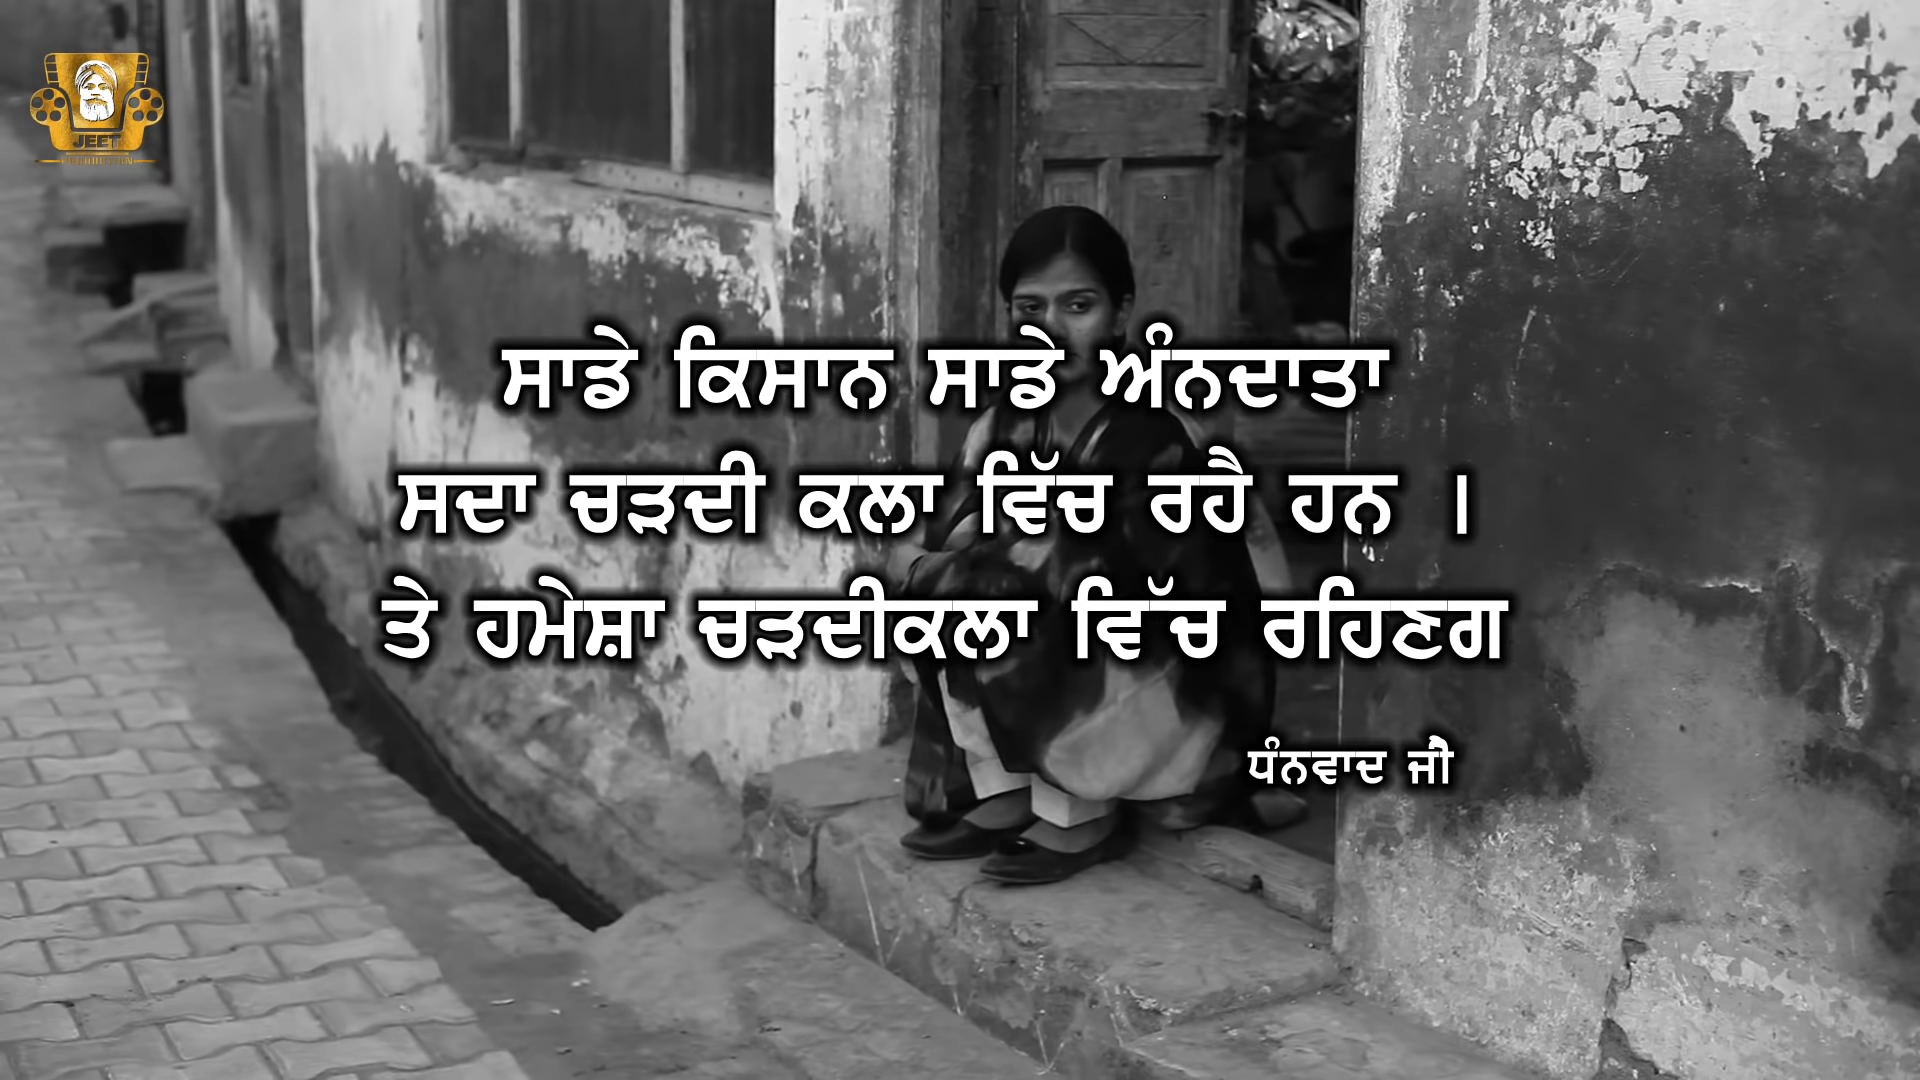 JEET
ਸਾਡੇ ਕਿਸਾਨ ਸਾਡੇ ਅੰਨਦਾਤਾ
ਸਦਾ ਚੜਦੀ ਕਲਾ ਵਿੱਚ ਰਹੈ ਹਨ ।
ਤੇ ਹਮੇਸ਼ਾ ਚੜਦੀਕਲਾ ਵਿੱਚ ਰਹਿਣਗ
ਧੰਨਵਾਦ ਜੀ